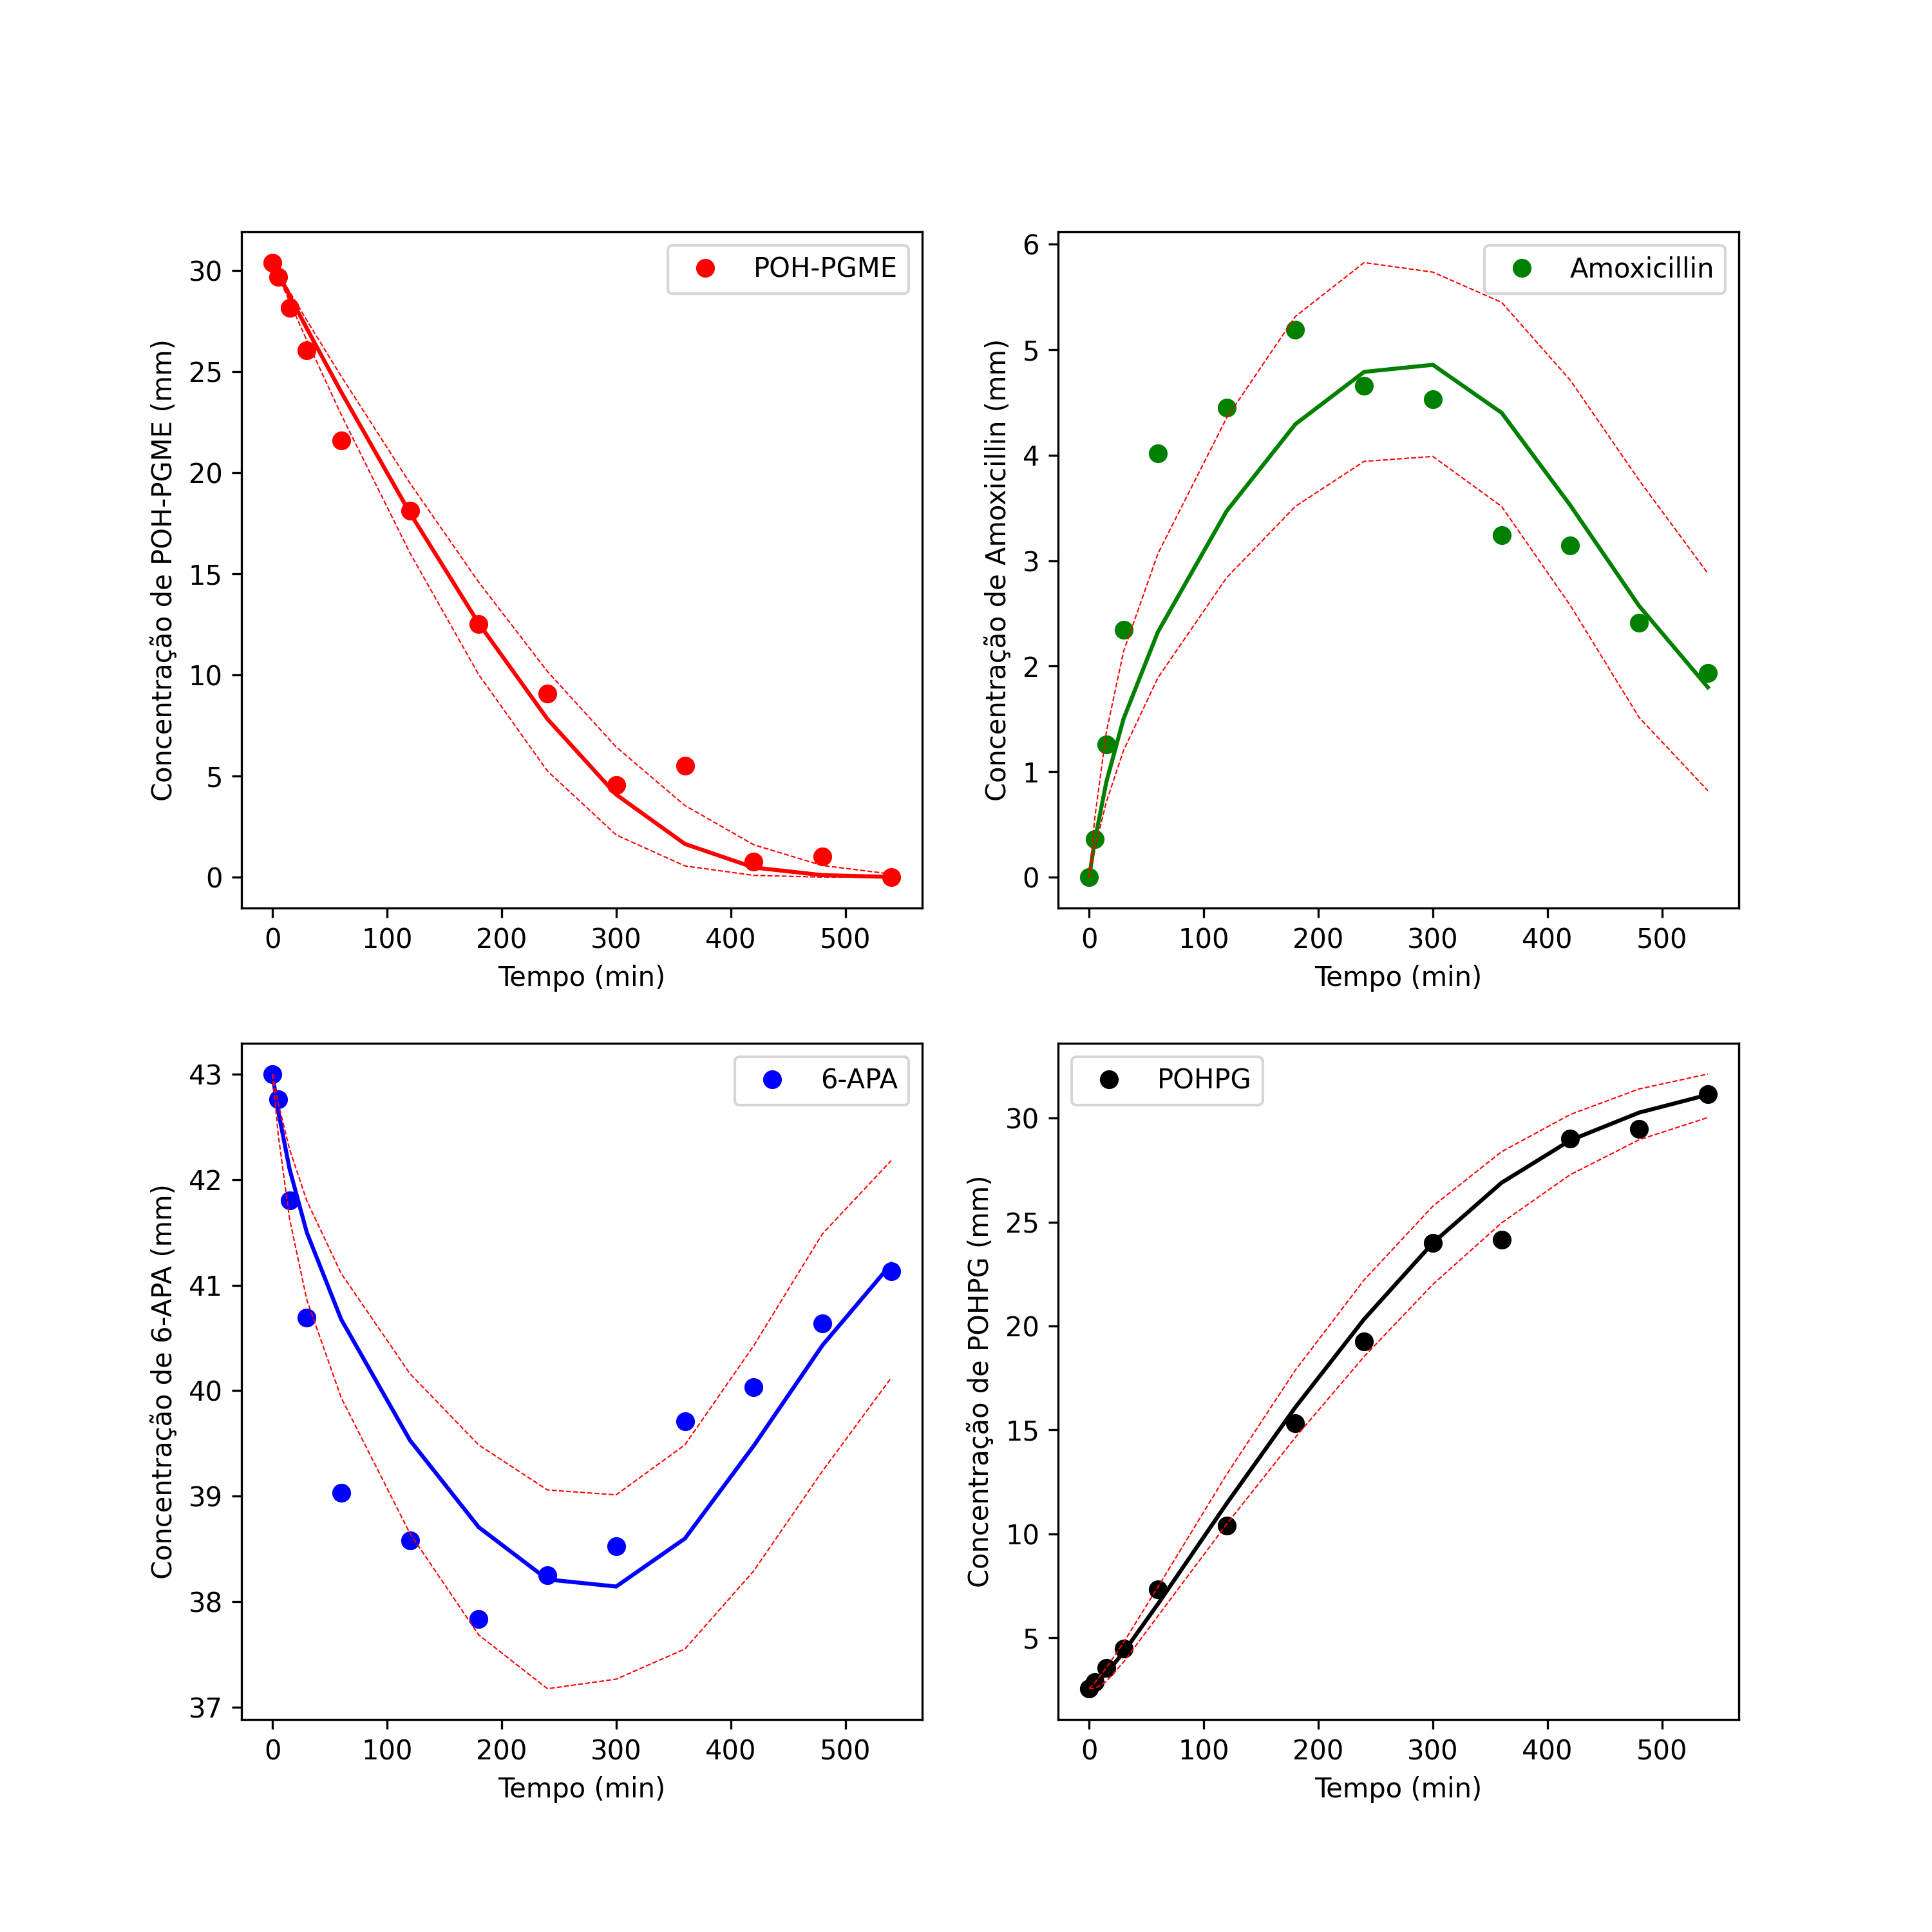 POH-PGME
Concentração de POH-PGME (mm)
30
25
20
15
10
5
0
0 100 200 300 400 500
Tempo (min)
Amoxicillin
Concentração de Amoxicillin (mm)
6
5
4
3
2
1
0
0 100 200 300 400 500
Tempo (min)
6-APA
Concentração de 6-APA (mm)
43
42
41
40
39
38
37
0 100 200 300 400 500
Tempo (min)
POHPG
Concentração de POHPG (mm)
30
25
20
15
10
5
0 100 200 300 400 500
Tempo (min)